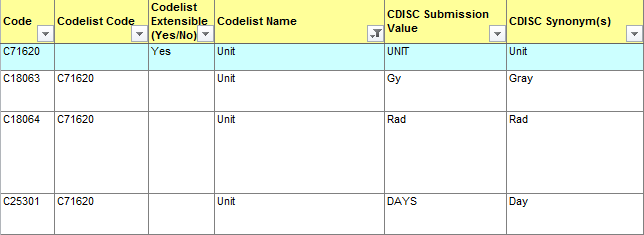 Code Codelist Code Codelist Extensible (Yes/No) Codelist Name CDISC Submission Value CDISC Synonym(s)
C71620 Yes Unit UNIT Unit
C18063 C71620 Unit Gy Gray
C18064 C71620 Unit Rad Rad
C25301 C71620 Unit DAYS Day